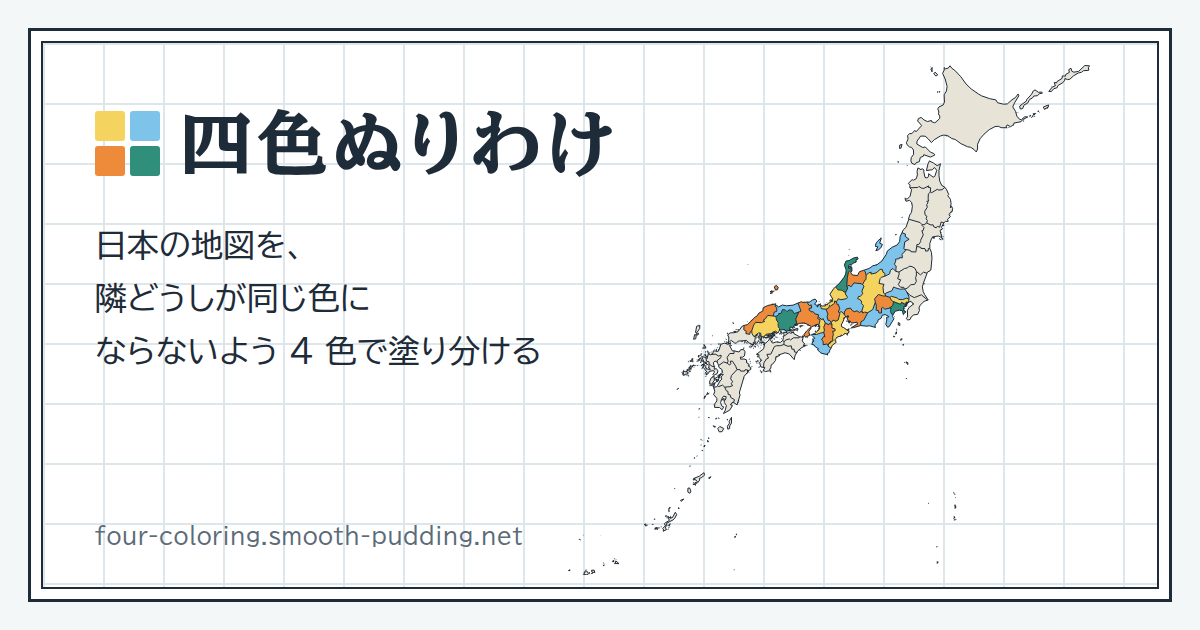 四色ぬりわけ
日本の地図を、
隣どうしが同じ色に
ならないよう 4 色で塗り分ける
four-coloring.smooth-pudding.net